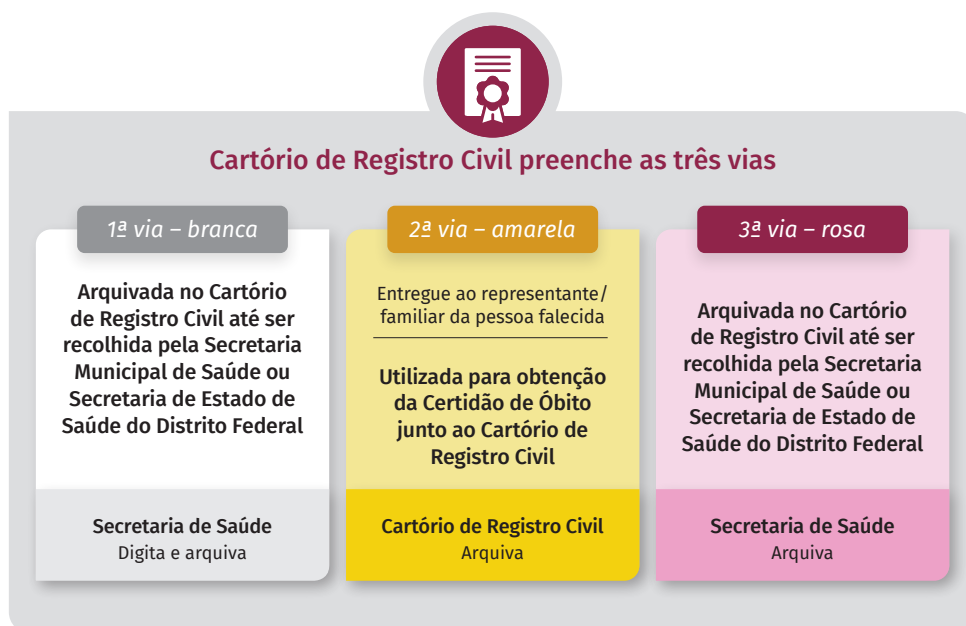 Cartório de Registro Civil preenche as três vias
1ª via – branca
Arquivada no Cartório
de Registro Civil até ser
recolhida pela Secretaria
Municipal de Saúde ou
Secretaria de Estado de
Saúde do Distrito Federal
Secretaria de Saúde
Digita e arquiva
2ª via – amarela
Entregue ao representante/
familiar da pessoa falecida
Utilizada para obtenção
da Certidão de Óbito
junto ao Cartório de
Registro Civil
Cartório de Registro Civil
Arquiva
3ª via – rosa
Arquivada no Cartório
de Registro Civil até ser
recolhida pela Secretaria
Municipal de Saúde ou
Secretaria de Estado de
Saúde do Distrito Federal
Secretaria de Saúde
Arquiva